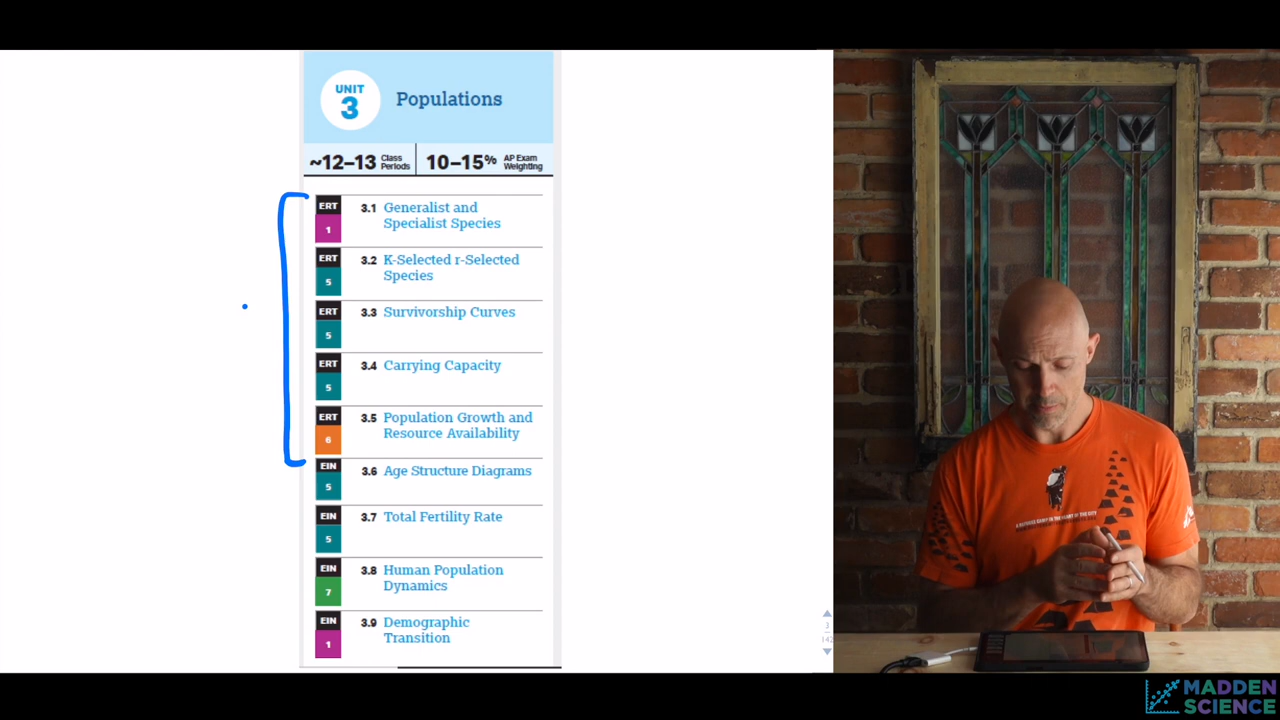 UNIT
3
Populations
~12–13 Class Periods
10–15% AP Exam Weighting
ERT
1
3.1 Generalist and
Specialist Species
ERT
5
3.2 K-Selected r-Selected
Species
ERT
5
3.3 Survivorship Curves
ERT
5
3.4 Carrying Capacity
ERT
6
3.5 Population Growth and
Resource Availability
EIN
5
3.6 Age Structure Diagrams
EIN
5
3.7 Total Fertility Rate
EIN
7
3.8 Human Population
Dynamics
EIN
1
3.9 Demographic
Transition
MADDEN
SCIENCE